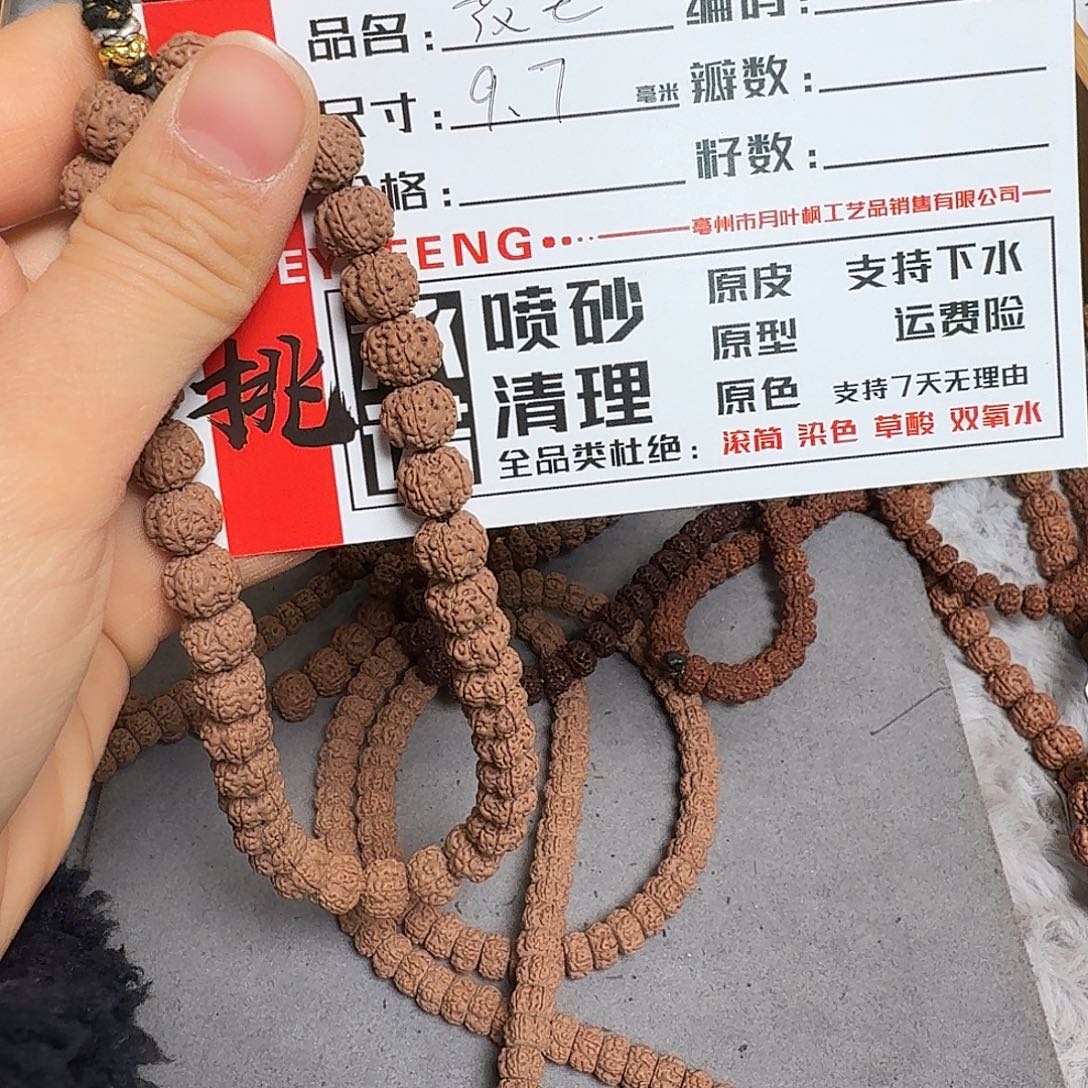 品名：
编码：
尺寸： 9.7 毫米
瓣数：
格：
籽数：
FENG
亳州市月叶枫工艺品销售有限公司
挑
喷砂
清理
原皮
原型
原色
支持下水
运费险
支持7天无理由
全品类杜绝：滚筒 染色 草酸 双氧水